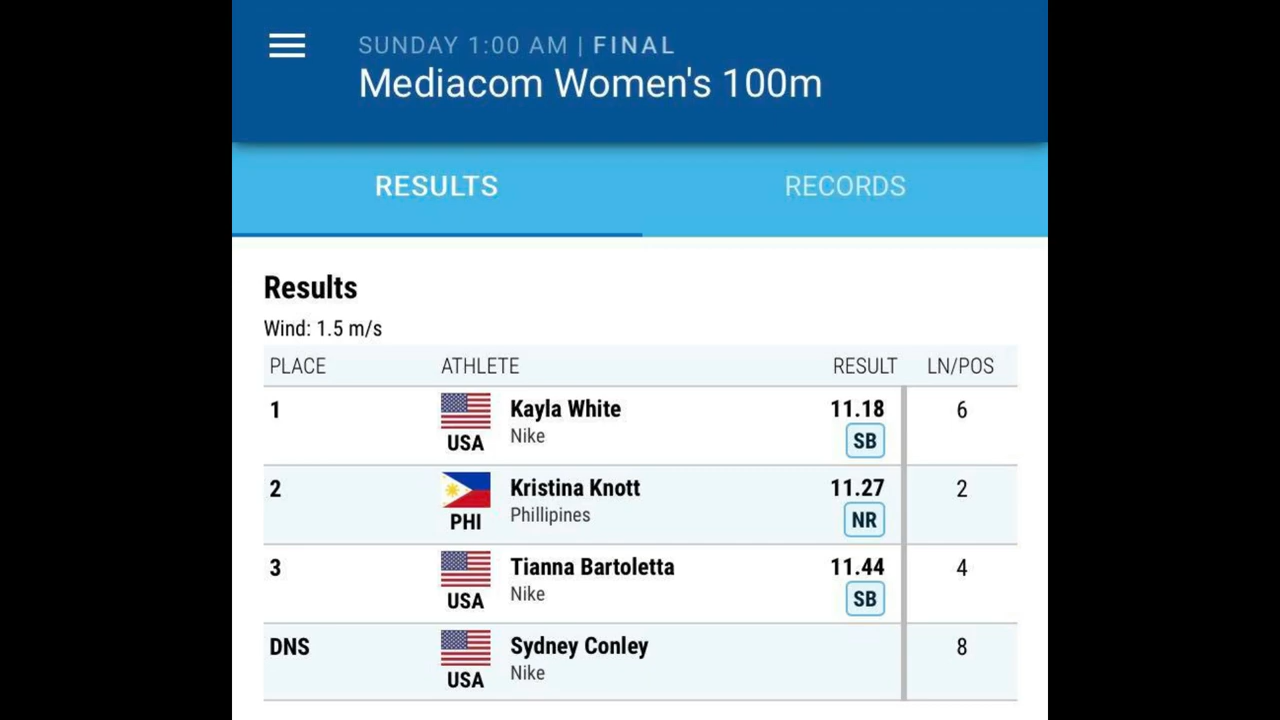 SUNDAY 1:00 AM | FINAL
Mediacom Women's 100m
RESULTS RECORDS
Results
Wind: 1.5 m/s
PLACE ATHLETE RESULT LN/POS
1 Kayla White 11.18 6
USA Nike SB
2 Kristina Knott 11.27 2
PHI Phillipines NR
3 Tianna Bartoletta 11.44 4
USA Nike SB
DNS Sydney Conley 8
USA Nike